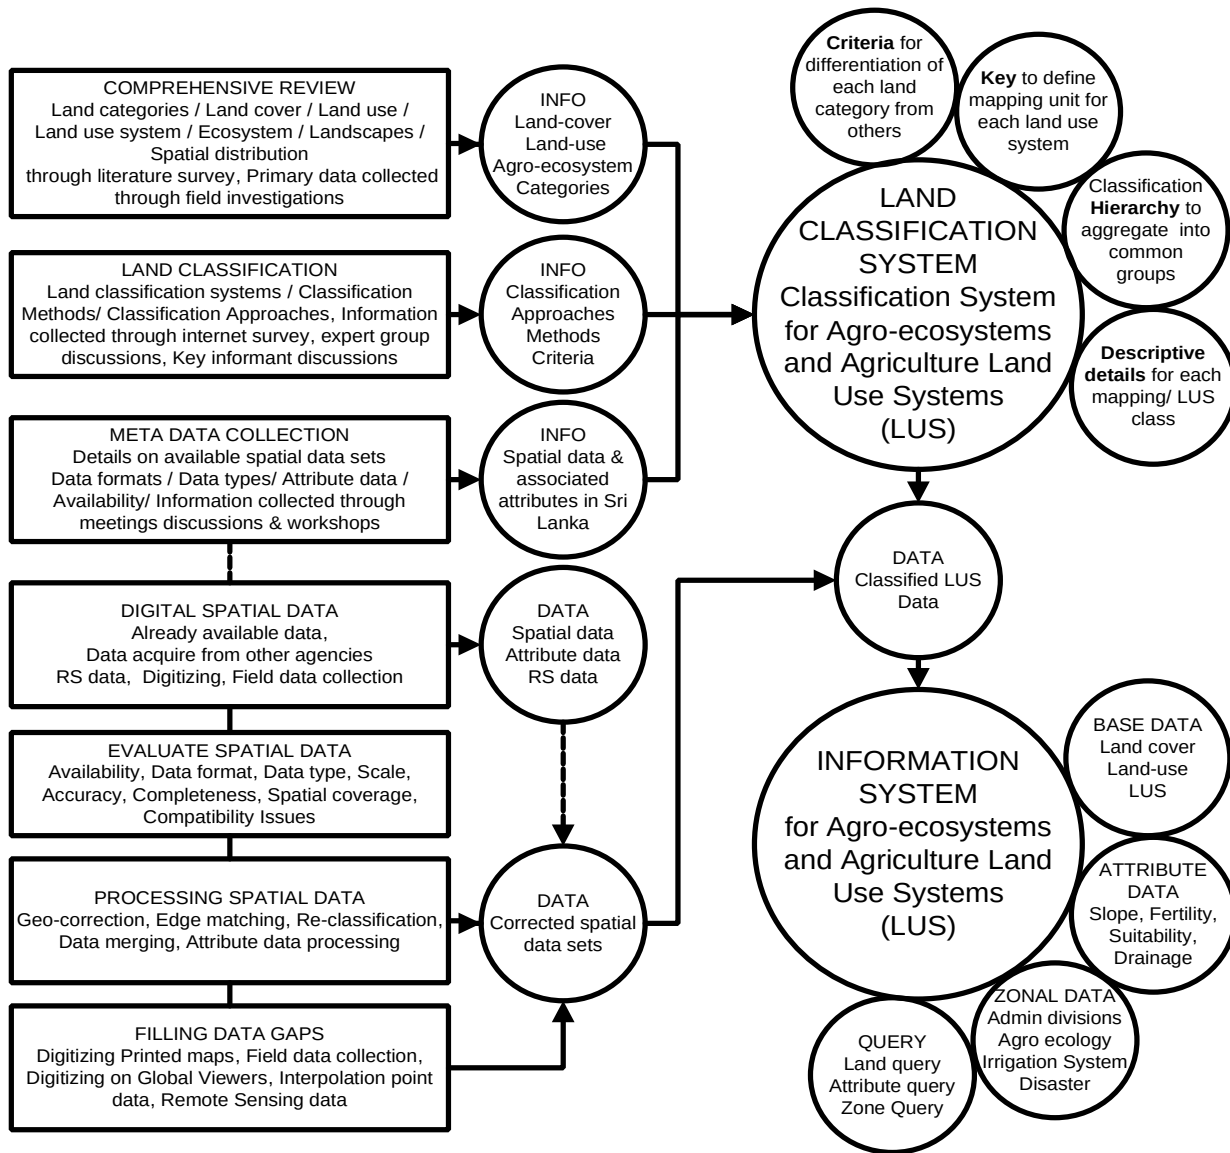 COMPREHENSIVE REVIEW
Land categories / Land cover / Land use /
Land use system / Ecosystem / Landscapes /
Spatial distribution
through literature survey, Primary data collected
through field investigations
INFO
Land-cover
Land-use
Agro-ecosystem
Categories
LAND CLASSIFICATION
Land classification systems / Classification
Methods/ Classification Approaches, Information
collected through internet survey, expert group
discussions, Key informant discussions
INFO
Classification
Approaches
Methods
Criteria
META DATA COLLECTION
Details on available spatial data sets
Data formats / Data types/ Attribute data /
Availability/ Information collected through
meetings discussions & workshops
INFO
Spatial data &
associated
attributes in Sri
Lanka
DIGITAL SPATIAL DATA
Already available data,
Data acquire from other agencies
RS data,  Digitizing, Field data collection
DATA
Spatial data
Attribute data
RS data
EVALUATE SPATIAL DATA
Availability, Data format, Data type, Scale,
Accuracy, Completeness, Spatial coverage,
Compatibility Issues
PROCESSING SPATIAL DATA
Geo-correction, Edge matching, Re-classification,
Data merging, Attribute data processing
DATA
Corrected spatial
data sets
FILLING DATA GAPS
Digitizing Printed maps, Field data collection,
Digitizing on Global Viewers, Interpolation point
data, Remote Sensing data
Criteria for
differentiation of
each land
category from
others
Key to define
mapping unit for
each land use
system
Classification
Hierarchy to
aggregate  into
common
groups
Descriptive
details for each
mapping/ LUS
class
LAND
CLASSIFICATION
SYSTEM
Classification System
for Agro-ecosystems
and Agriculture Land
Use Systems
(LUS)
DATA
Classified LUS
Data
INFORMATION
SYSTEM
for Agro-ecosystems
and Agriculture Land
Use Systems
(LUS)
BASE DATA
Land cover
Land-use
LUS
ATTRIBUTE
DATA
Slope, Fertility,
Suitability,
Drainage
ZONAL DATA
Admin divisions
Agro ecology
Irrigation System
Disaster
QUERY
Land query
Attribute query
Zone Query